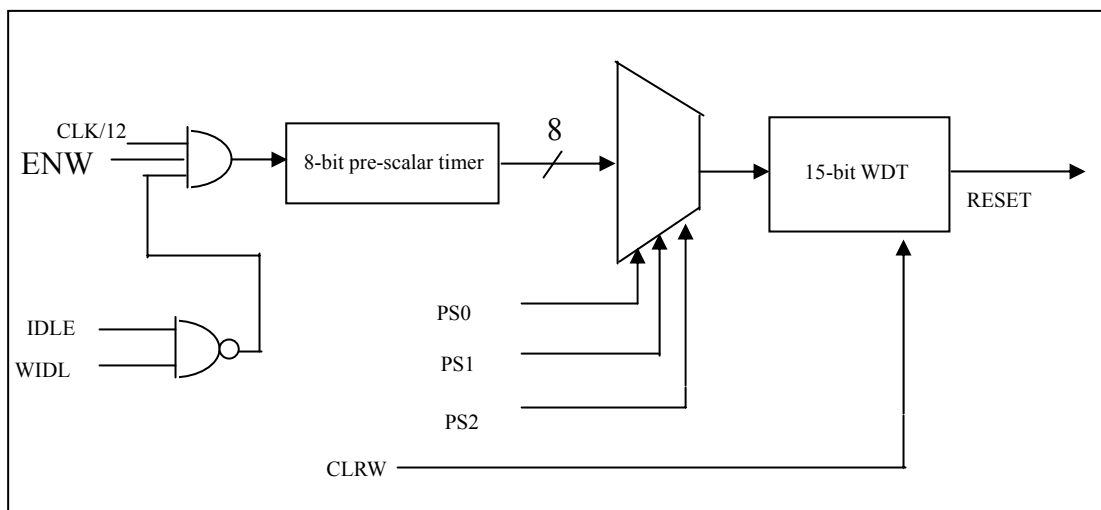 CLK/12
ENW
8-bit pre-scalar timer
8
15-bit WDT
RESET
IDLE
WIDL
PS0
PS1
PS2
CLRW